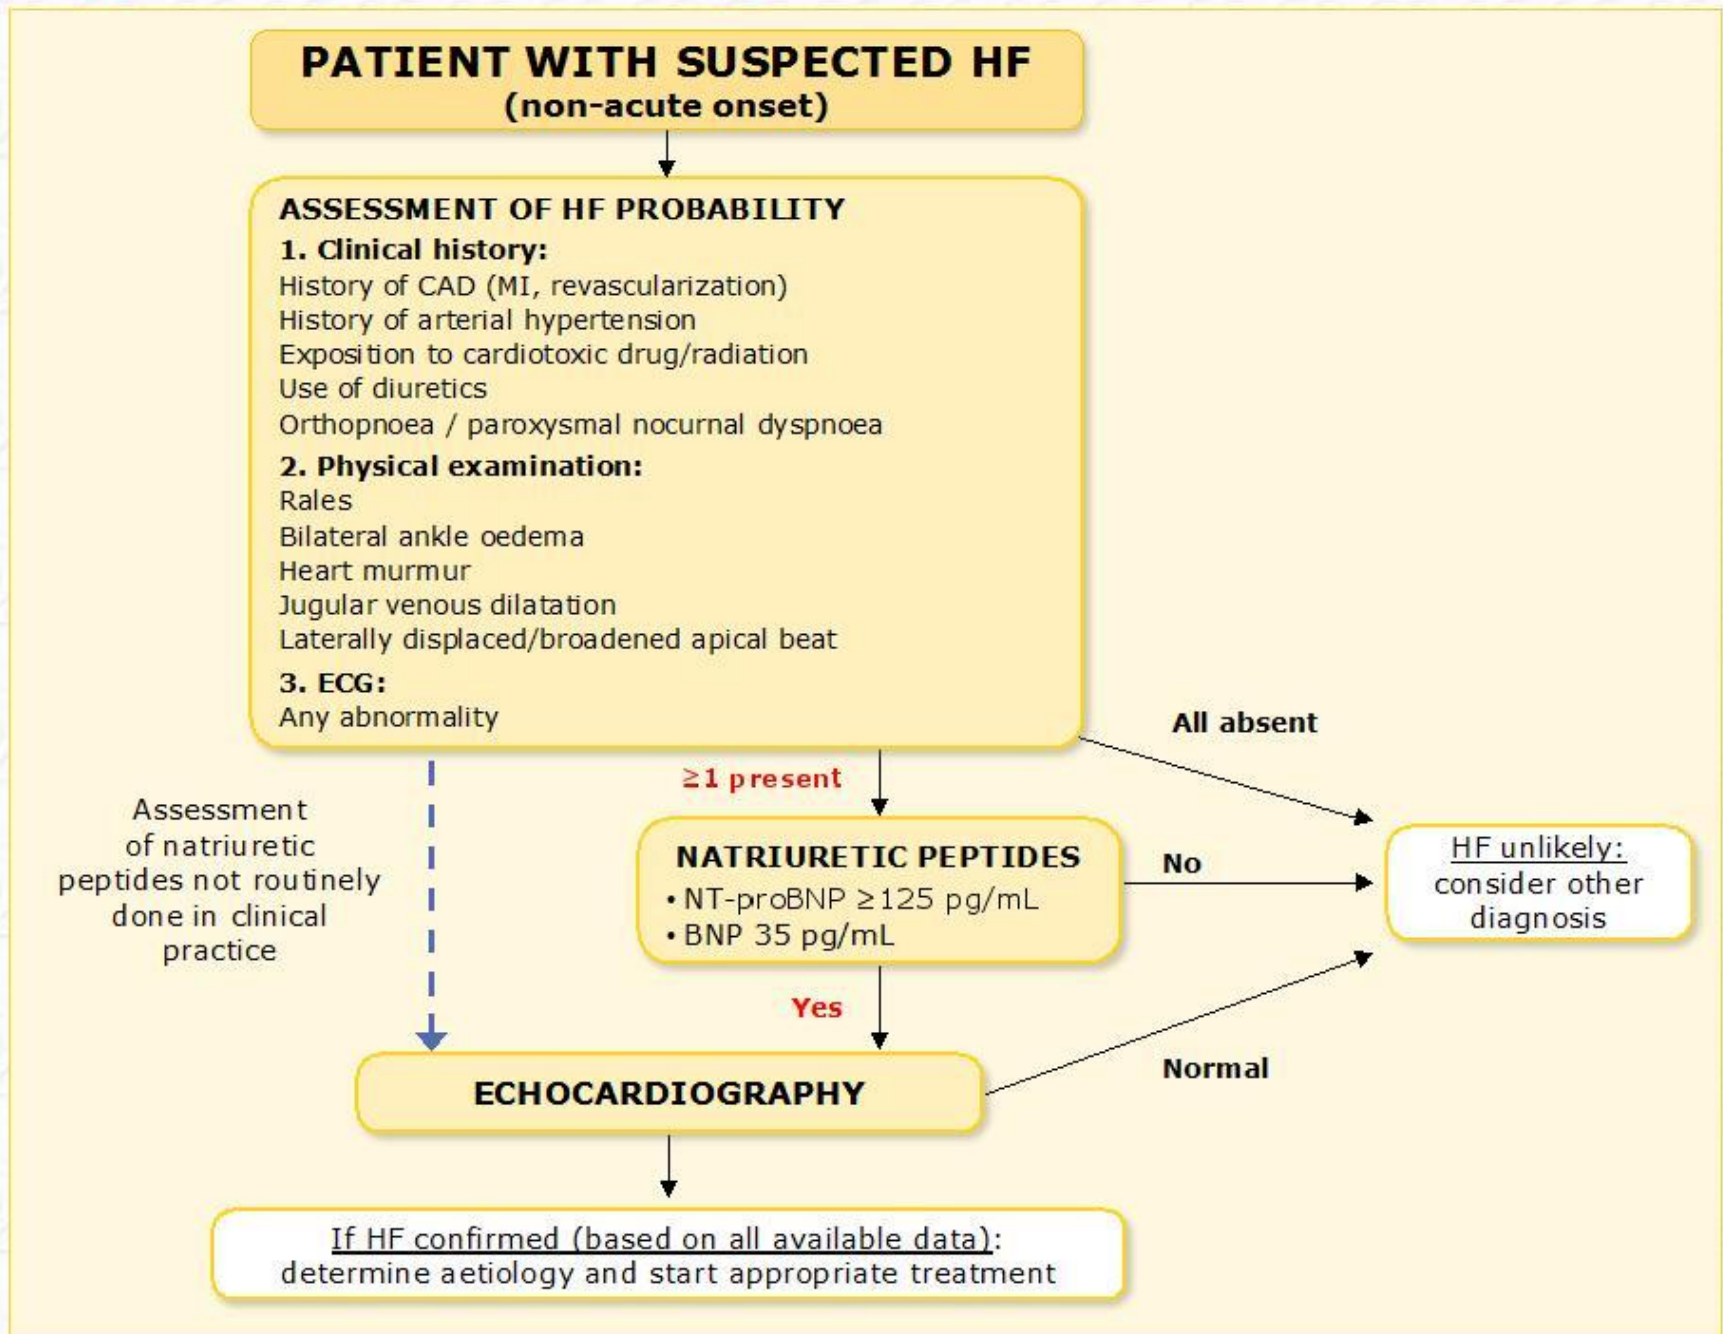 PATIENT WITH SUSPECTED HF
(non-acute onset)
ASSESSMENT OF HF PROBABILITY
1. Clinical history:
History of CAD (MI, revascularization)
History of arterial hypertension
Exposition to cardiotoxic drug/radiation
Use of diuretics
Orthopnoea / paroxysmal nocurnal dyspnoea
2. Physical examination:
Rales
Bilateral ankle oedema
Heart murmur
Jugular venous dilatation
Laterally displaced/broadened apical beat
3. ECG:
Any abnormality
All absent
≥1 present
Assessment
of natriuretic
peptides not routinely
done in clinical
practice
NATRIURETIC PEPTIDES
• NT-proBNP ≥125 pg/mL
• BNP 35 pg/mL
No
HF unlikely:
consider other
diagnosis
Yes
Normal
ECHOCARDIOGRAPHY
If HF confirmed (based on all available data):
determine aetiology and start appropriate treatment